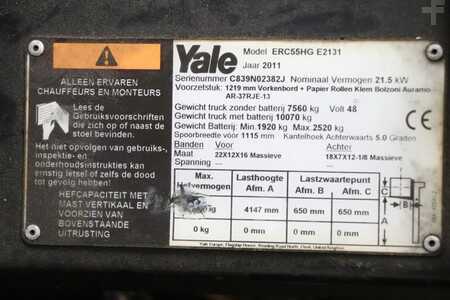 Yale
Model ERC55HG E2131
Jaar 2011
Serienummer C839N02382J Nominaal Vermogen 21.5 kW
Voorzetstuk: 1219 mm Vorkenbord + Papier Rollen Klem Bolzoni Auramo
AR-37RJE-13
Gewicht truck zonder batterij 7560 kg Volt 48
Gewicht truck met batterij 10070 kg
Batterijgewicht: Min 1920 kg Max 2520 kg
Spoorbreedte voor 1115 mm Kantelhoek Achterwaarts 5.0 Graden
Banden Voor Achter
Maat 22X12X16 Massieve 18X7X12-1/8 Massieve
Spanning --- ---
Max. Hefvermogen Lasthoogte Afm. A Lastzwaartepunt Afm. B Afm. C
4147 mm 650 mm 650 mm
0 kg 0 mm 0 mm 0 mm
C
B
A
ALLEEN ERVAREN
CHAUFFEURS EN MONTEURS
Lees de
Gebruiksvoorschriften
die zich op of naast de
stoel bevinden.
Het niet opvolgen van gebruiks-,
inspektie- en
onderhoudsinstrukties kan
ernstig letsel of zelfs de dood
tot gevolg hebben!
HEFCAPACITEIT MET
MAST VERTIKAAL EN
VOORZIEN VAN
BOVENSTAANDE
UITRUSTING